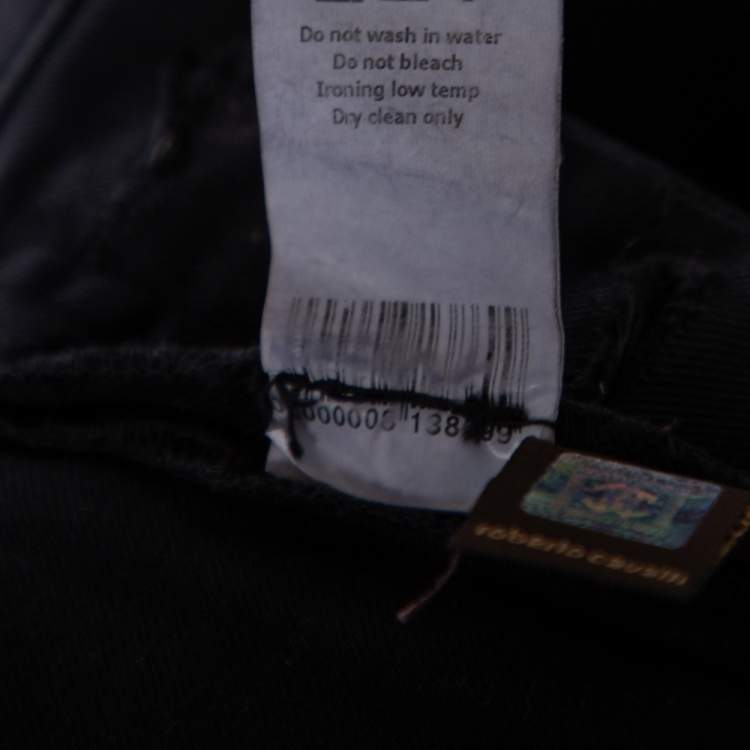 Do not wash in water
Do not bleach
Ironing low temp
Dry clean only
roberto cavalli